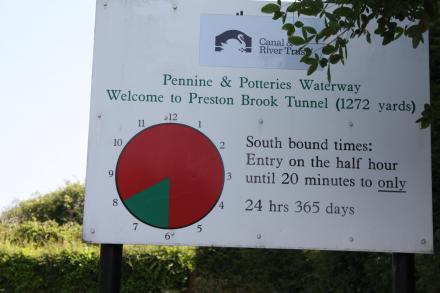 Canal &
River Trust
Pennine & Potteries Waterway
Welcome to Preston Brook Tunnel (1272 yards)
12
11 1
2
10
South bound times:
9 3
Entry on the half hour
8 4
until 20 minutes to only
7 5
6
24 hrs 365 days